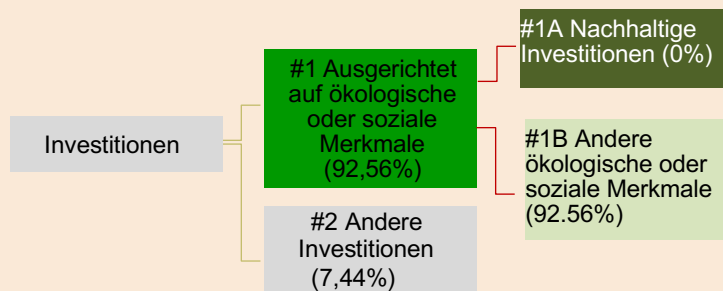 Investitionen
#1 Ausgerichtet
auf ökologische
oder soziale
Merkmale
(92,56%)
#2 Andere
Investitionen
(7,44%)
#1A Nachhaltige
Investitionen (0%)
#1B Andere
ökologische oder
soziale Merkmale
(92.56%)